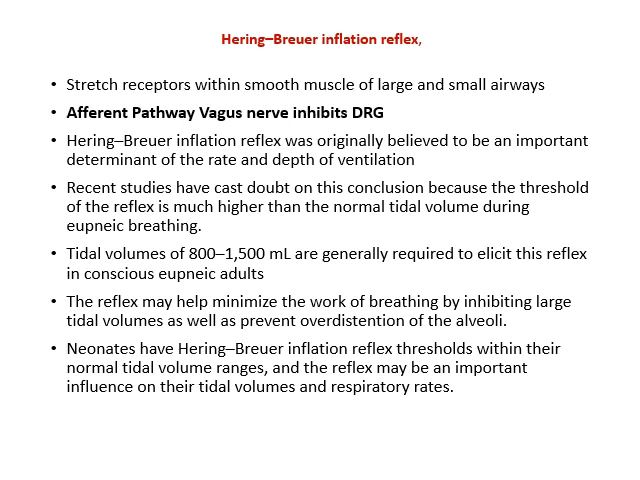 Hering–Breuer inflation reflex,
• Stretch receptors within smooth muscle of large and small airways
• Afferent Pathway Vagus nerve inhibits DRG
• Hering–Breuer inflation reflex was originally believed to be an important
determinant of the rate and depth of ventilation
• Recent studies have cast doubt on this conclusion because the threshold
of the reflex is much higher than the normal tidal volume during
eupneic breathing.
• Tidal volumes of 800–1,500 mL are generally required to elicit this reflex
in conscious eupneic adults
• The reflex may help minimize the work of breathing by inhibiting large
tidal volumes as well as prevent overdistention of the alveoli.
• Neonates have Hering–Breuer inflation reflex thresholds within their
normal tidal volume ranges, and the reflex may be an important
influence on their tidal volumes and respiratory rates.